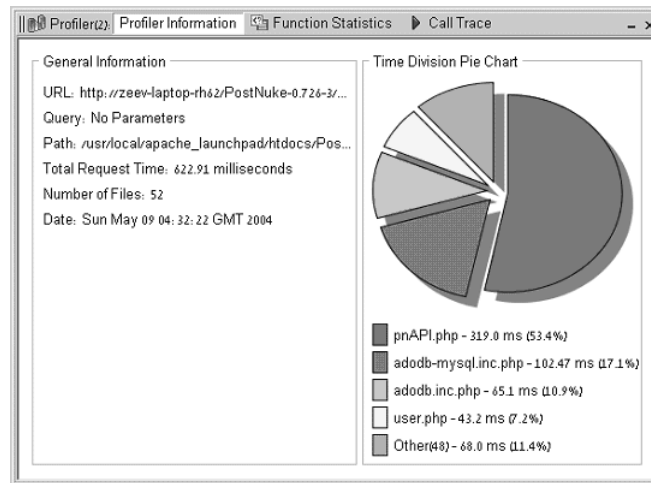 Profiler(2): Profiler Information Function Statistics Call Trace
General Information
URL: http://zeev-laptop-rh62/PostNuke-0.726-3/...
Query: No Parameters
Path: /usr/local/apache_launchpad/htdocs/Pos...
Total Request Time: 622.91 milliseconds
Number of Files: 52
Date: Sun May 09 04:32:22 GMT 2004
Time Division Pie Chart
pnAPI.php - 319.0 ms (53.4%)
adodb-mysql.inc.php - 102.47 ms (17.1%)
adodb.inc.php - 65.1 ms (10.9%)
user.php - 43.2 ms (7.2%)
Other(48) - 68.0 ms (11.4%)